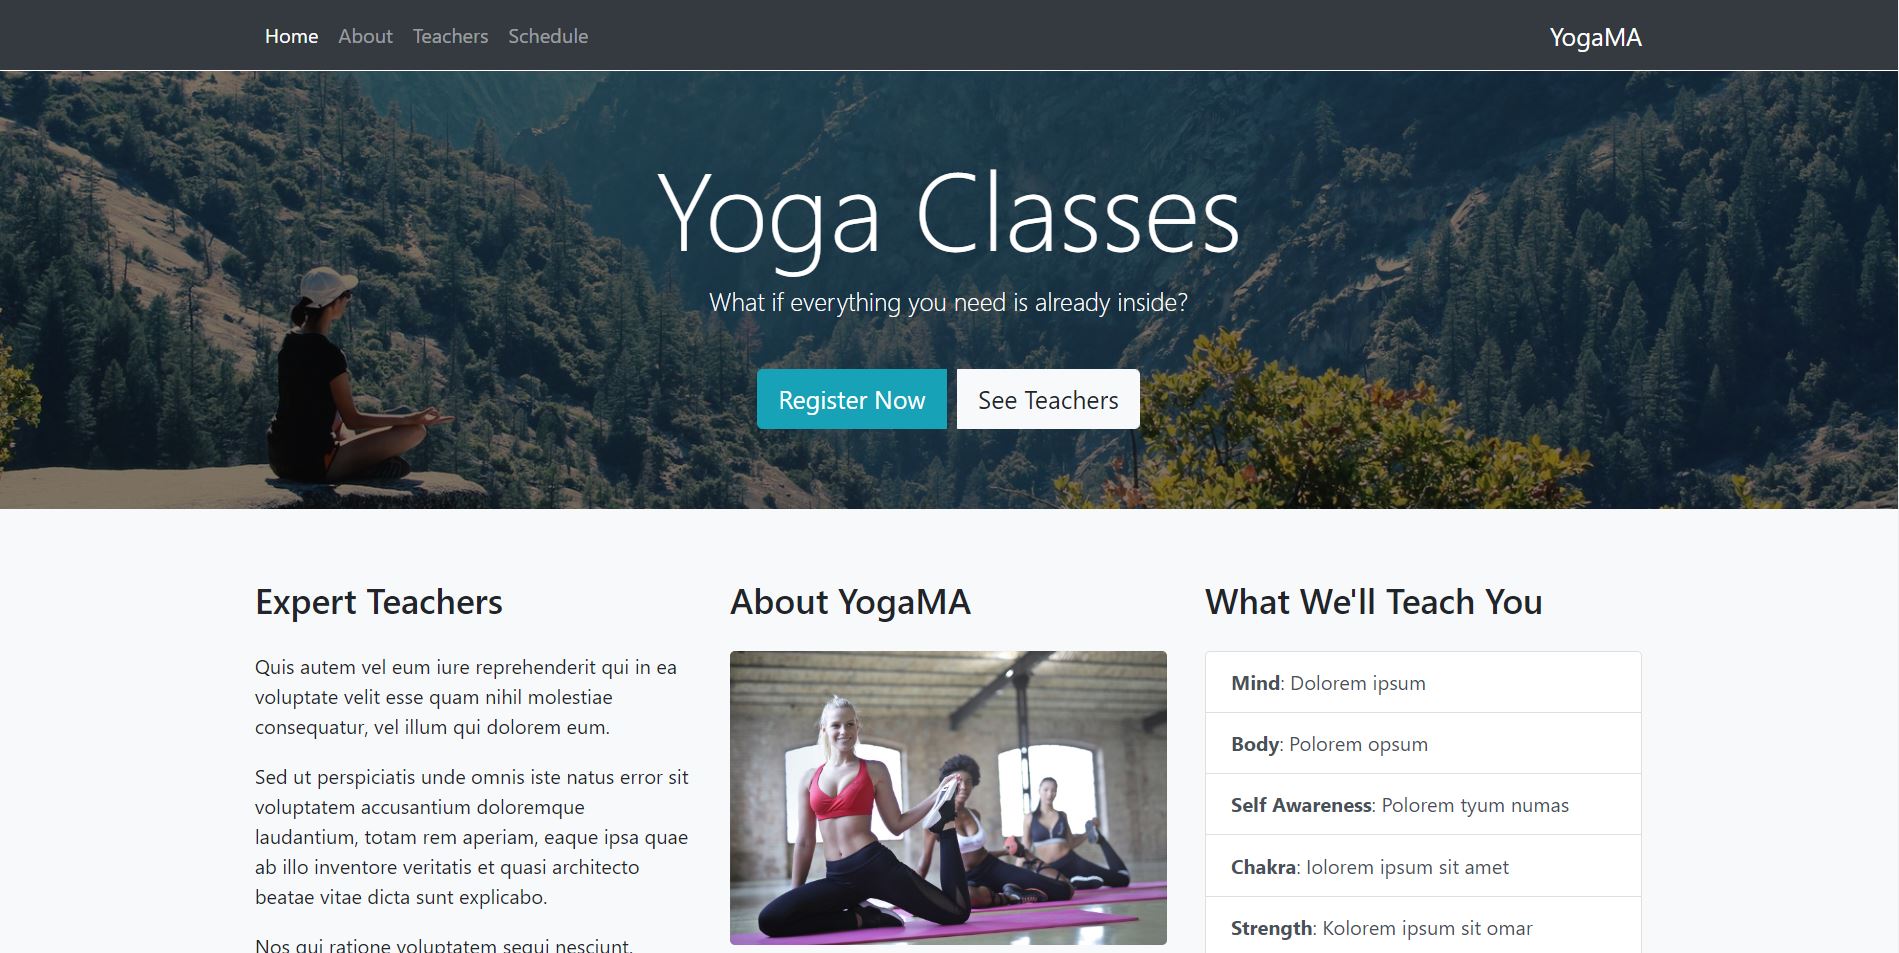 Home About Teachers Schedule YogaMA
Yoga Classes
What if everything you need is already inside?
Register Now See Teachers
Expert Teachers
Quis autem vel eum iure reprehenderit qui in ea
voluptate velit esse quam nihil molestiae
consequatur, vel illum qui dolorem eum.
Sed ut perspiciatis unde omnis iste natus error sit
voluptatem accusantium doloremque
laudantium, totam rem aperiam, eaque ipsa quae
ab illo inventore veritatis et quasi architecto
beatae vitae dicta sunt explicabo.
Nos qui ratione voluptatem sequi nesciunt.
About YogaMA
What We'll Teach You
Mind: Dolorem ipsum
Body: Polorem opsum
Self Awareness: Polorem tyum numas
Chakra: Iolorem ipsum sit amet
Strength: Kolorem ipsum sit omar